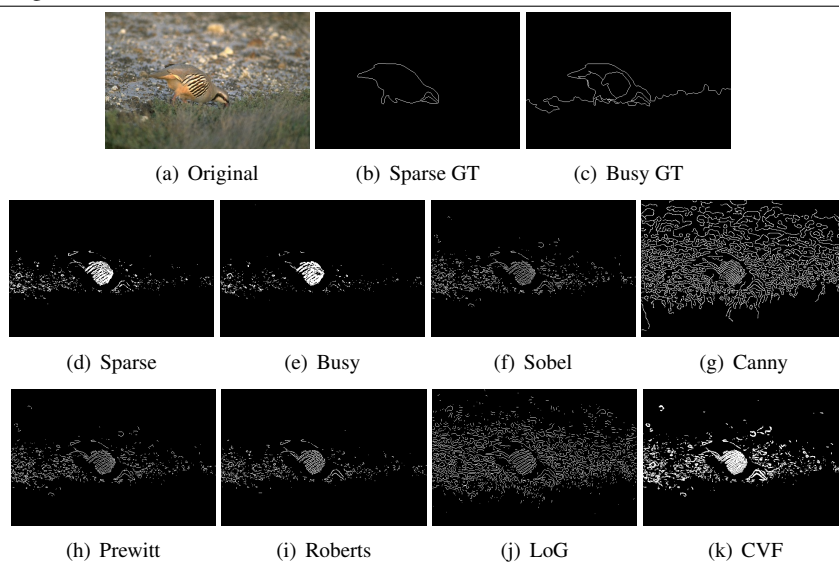 (a) Original (b) Sparse GT (c) Busy GT
(d) Sparse (e) Busy (f) Sobel (g) Canny
(h) Prewitt (i) Roberts (j) LoG (k) CVF